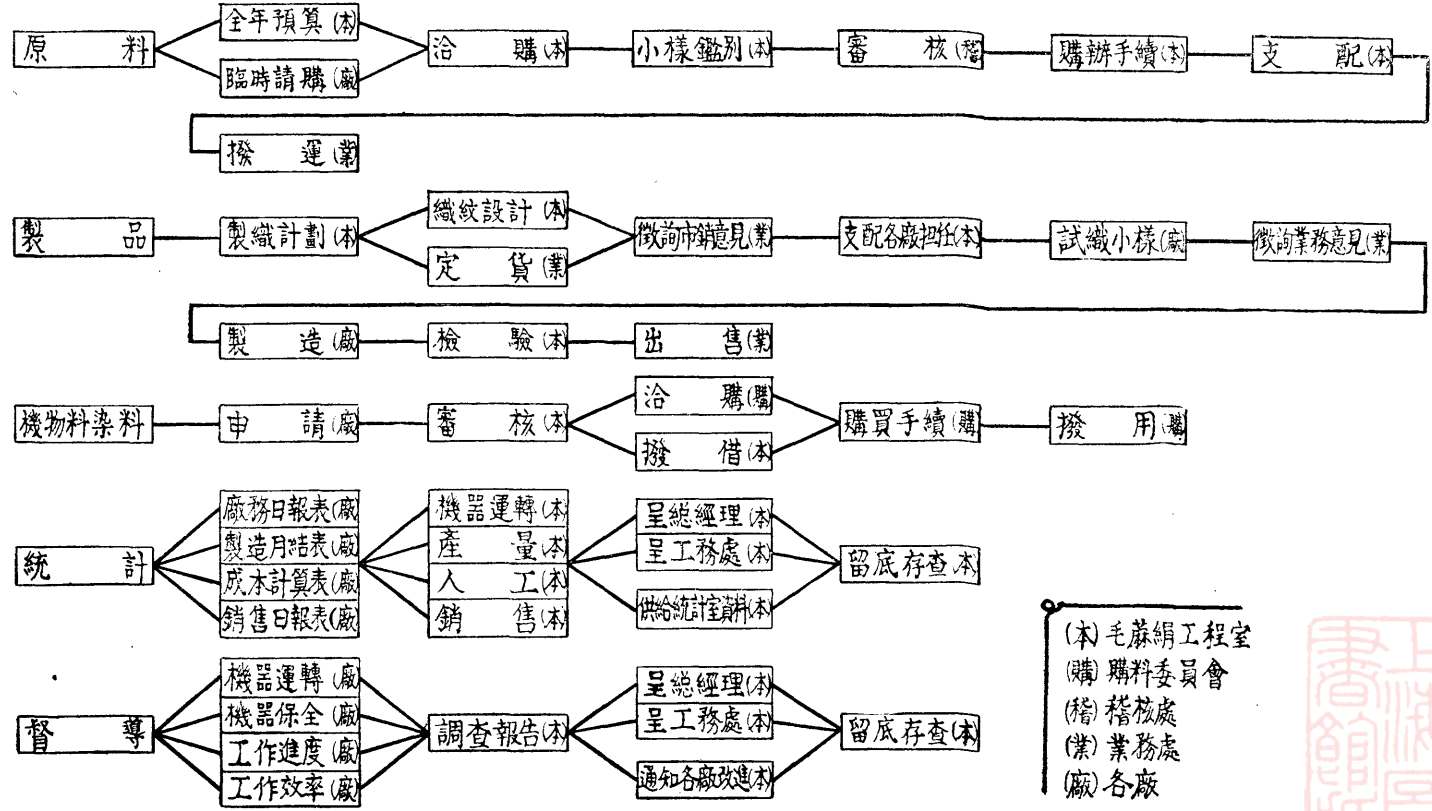 原料
全年預算(本)
臨時請購(廠)
洽購(本)
小樣鑑別(本)
審核(稽)
購辦手續(本)
支配(本)
撥運(業)
製品
製織計劃(本)
織紋設計(本)
定貨(業)
徵詢市銷意見(業)
支配各廠担任(本)
試織小樣(廠)
徵詢業務意見(業)
製造(廠)
檢驗(本)
出售(業)
機物料染料
申請(廠)
審核(本)
洽購(購)
撥借(本)
購買手續(購)
撥用(購)
統計
廠務日報表(廠)
製造月結表(廠)
成本計算表(廠)
銷售日報表(廠)
機器運轉(本)
產量(本)
人工(本)
銷售(本)
呈總經理(本)
呈工務處(本)
供給統計室資料(本)
留底存查(本)
督導
機器運轉(廠)
機器保全(廠)
工作進度(廠)
工作效率(廠)
調查報告(本)
呈總經理(本)
呈工務處(本)
通知各廠改進(本)
留底存查(本)
(本)毛蔴絹工程室
(購)購料委員會
(稽)稽核處
(業)業務處
(廠)各廠